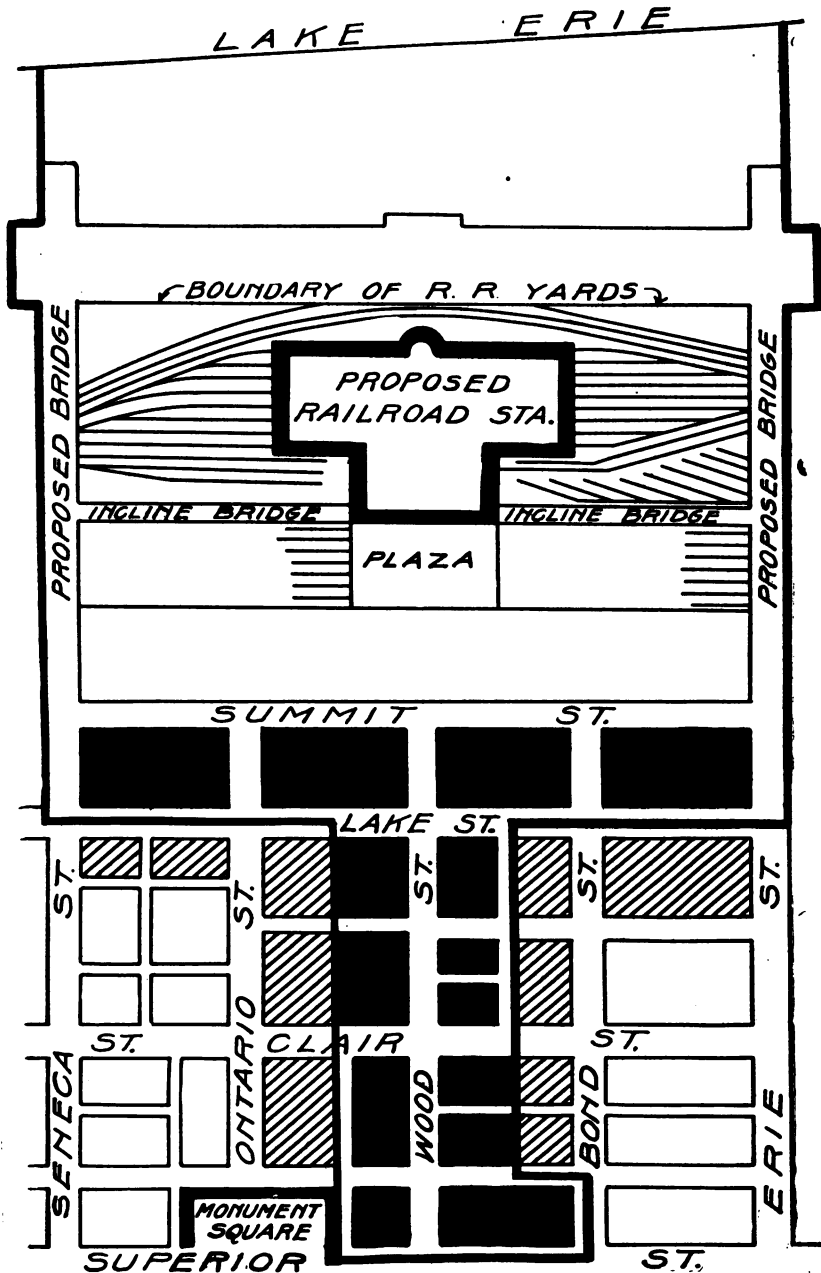 LAKE ERIE
BOUNDARY OF R. R. YARDS
PROPOSED BRIDGE
PROPOSED
RAILROAD STA.
PROPOSED BRIDGE
INCLINE BRIDGE
INCLINE BRIDGE
PLAZA
SUMMIT ST.
LAKE ST.
SENECA ST.
ONTARIO ST.
WOOD ST.
BOND ST.
ERIE ST.
ST. CLAIR ST.
MONUMENT
SQUARE
SUPERIOR ST.